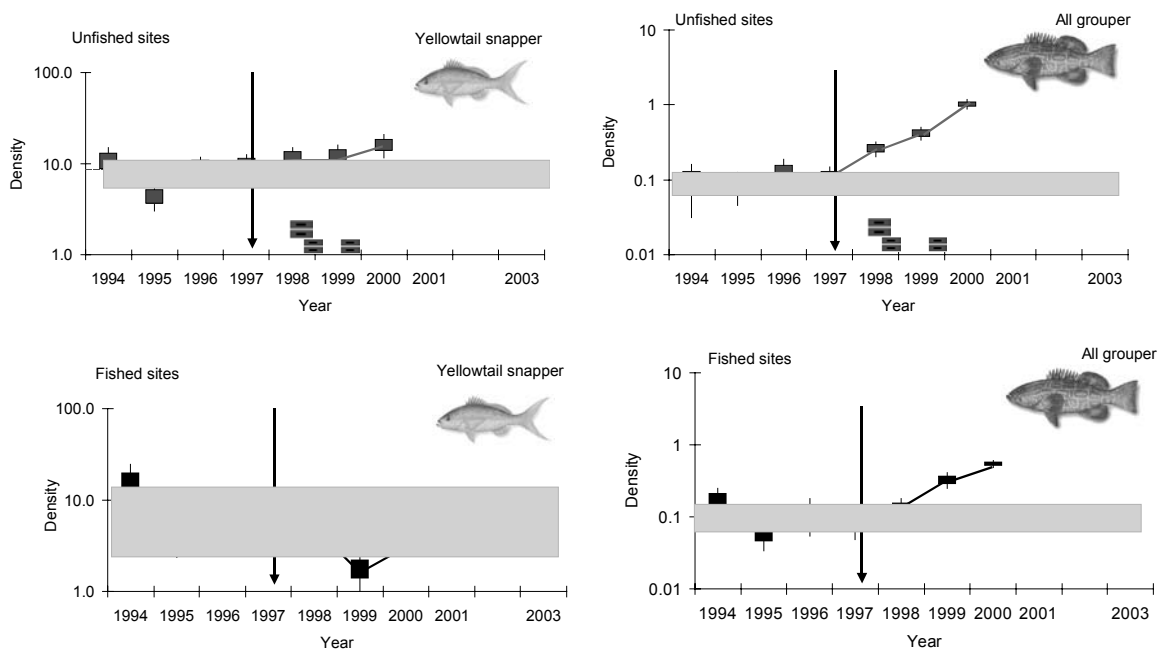 Unfished sites
Yellowtail snapper
100.0
10.0
1.0
Density
1994 1995 1996 1997 1998 1999 2000 2001 2003
Year
Unfished sites
All grouper
10
1
0.1
0.01
Density
1994 1995 1996 1997 1998 1999 2000 2001 2003
Year
Fished sites
Yellowtail snapper
100.0
10.0
1.0
Density
1994 1995 1996 1997 1998 1999 2000 2001 2003
Year
Fished sites
All grouper
10
1
0.1
0.01
Density
1994 1995 1996 1997 1998 1999 2000 2001 2003
Year